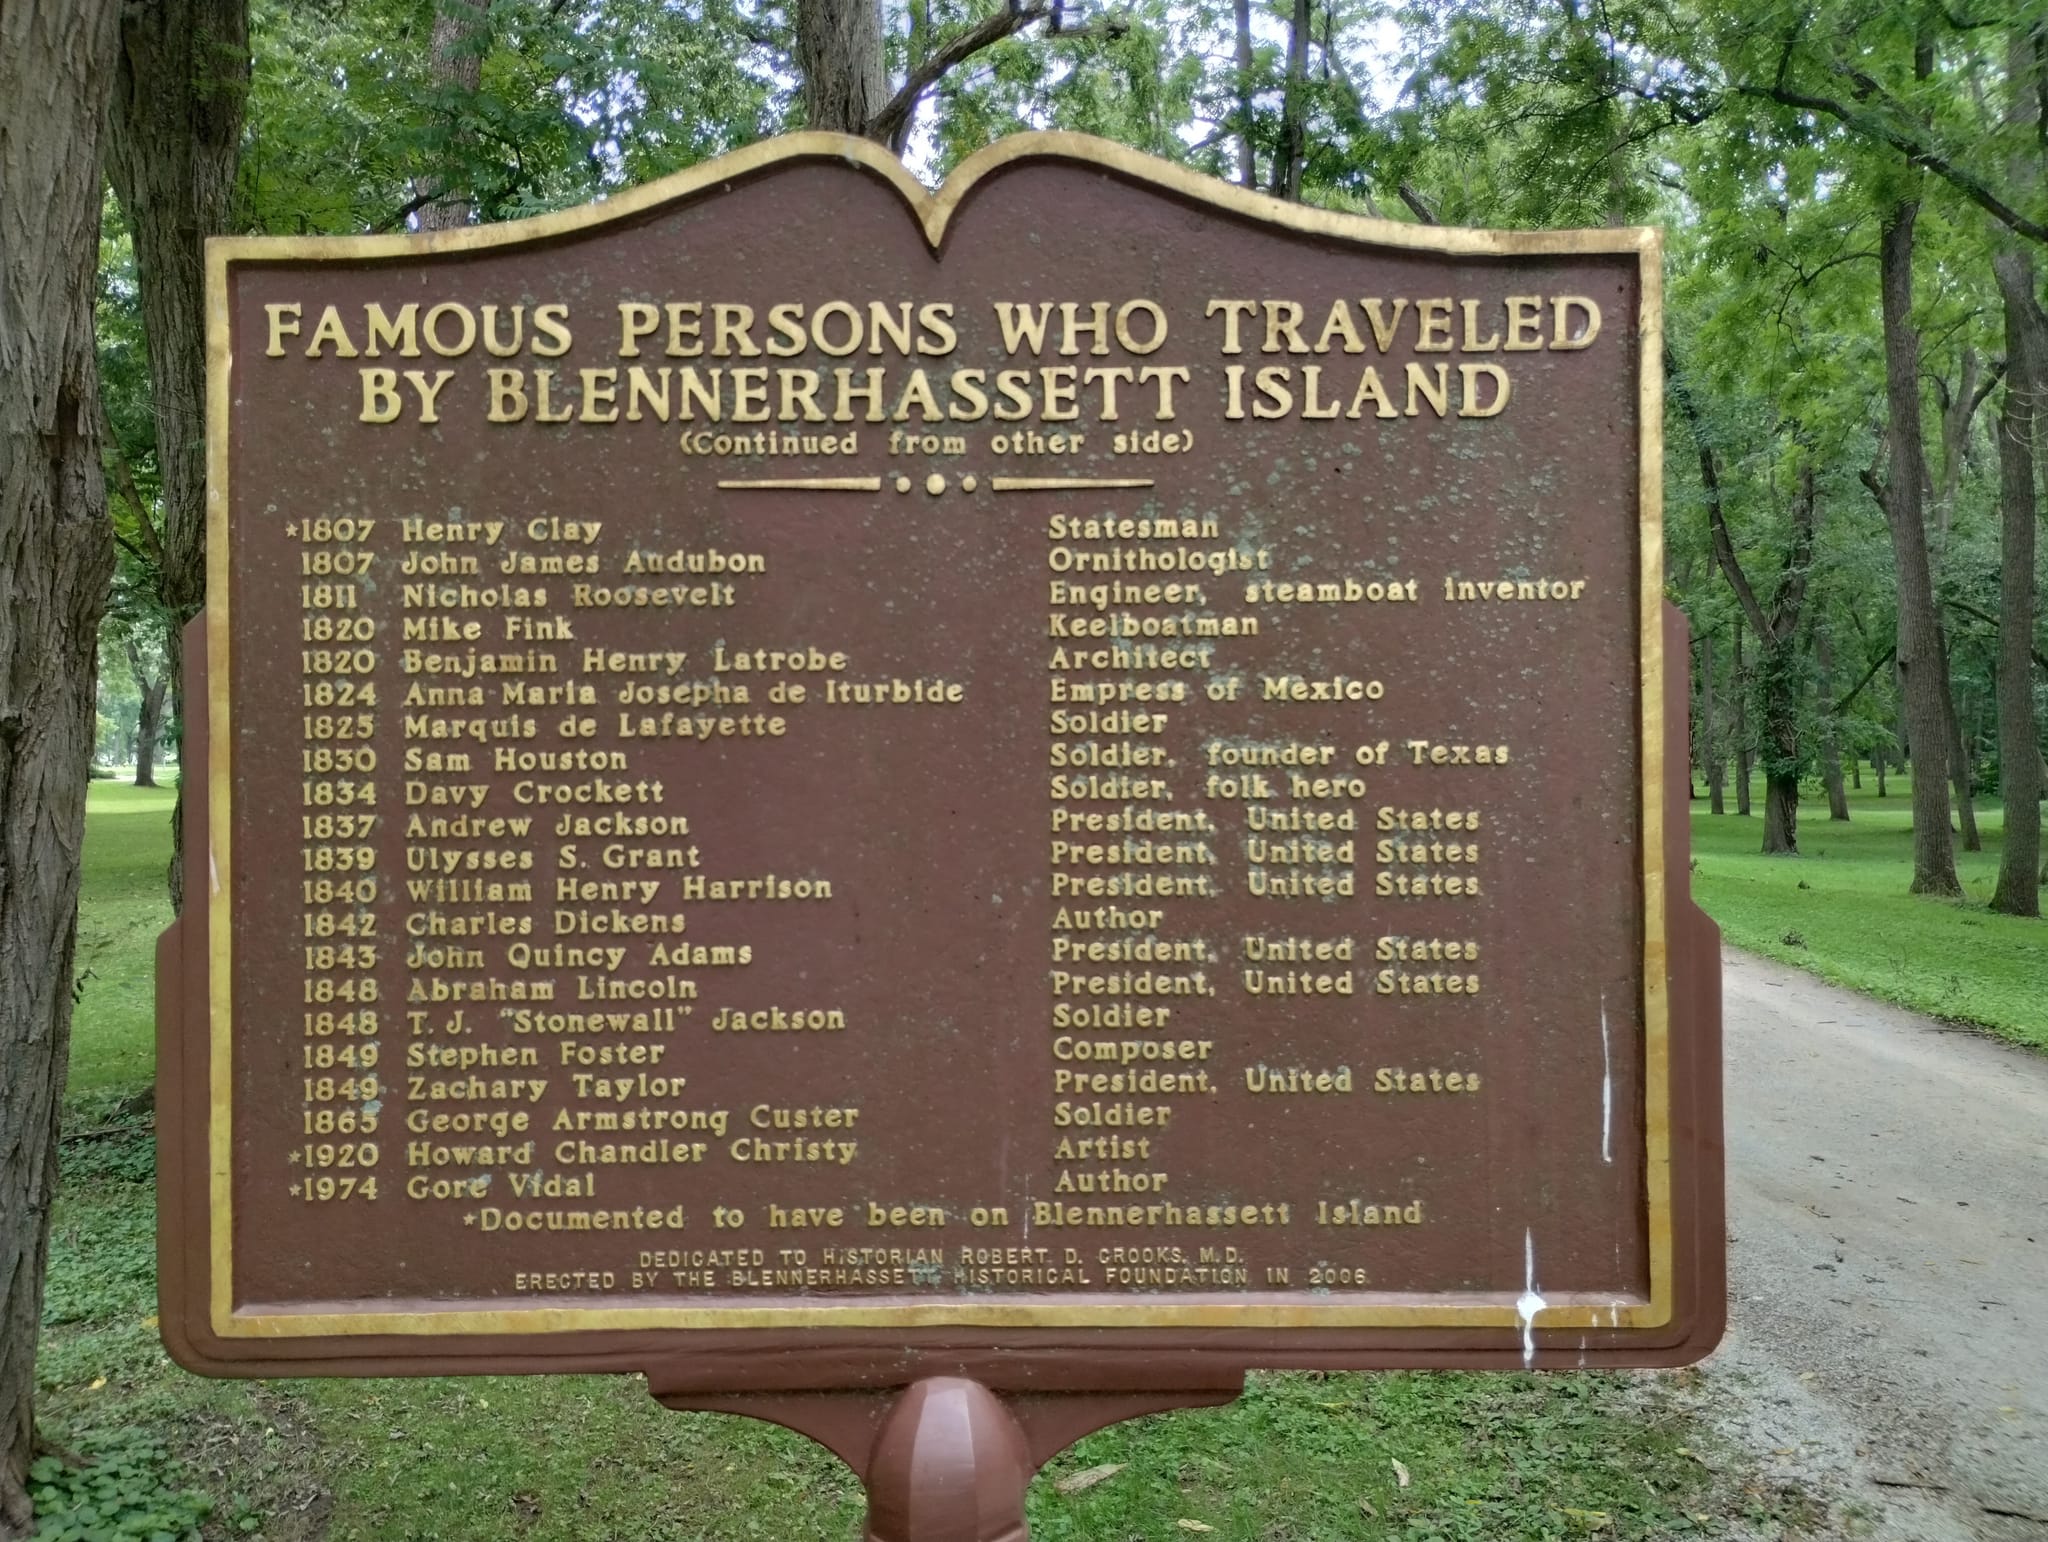 FAMOUS PERSONS WHO TRAVELED
BY BLENNERHASSETT ISLAND
(Continued from other side)
*1807 Henry Clay Statesman
1807 John James Audubon Ornithologist
1811 Nicholas Roosevelt Engineer, steamboat inventor
1820 Mike Fink Keelboatman
1820 Benjamin Henry Latrobe Architect
1824 Anna Maria Josepha de Iturbide Empress of Mexico
1825 Marquis de Lafayette Soldier
1830 Sam Houston Soldier, founder of Texas
1834 Davy Crockett Soldier, folk hero
1837 Andrew Jackson President, United States
1839 Ulysses S. Grant President, United States
1840 William Henry Harrison President, United States
1842 Charles Dickens Author
1843 John Quincy Adams President, United States
1848 Abraham Lincoln President, United States
1848 T. J. "Stonewall" Jackson Soldier
1849 Stephen Foster Composer
1849 Zachary Taylor President, United States
1865 George Armstrong Custer Soldier
*1920 Howard Chandler Christy Artist
*1974 Gore Vidal Author
*Documented to have been on Blennerhassett Island
DEDICATED TO HISTORIAN ROBERT D. CROOKS, M.D.
ERECTED BY THE BLENNERHASSETT HISTORICAL FOUNDATION IN 2006